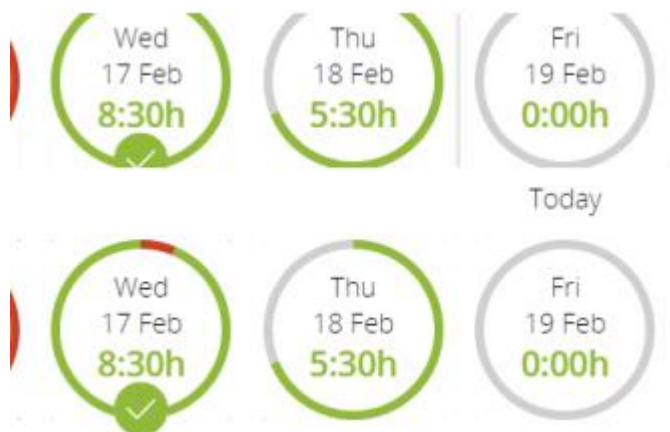 Wed
17 Feb
8:30h
Thu
18 Feb
5:30h
Fri
19 Feb
0:00h
Today
Wed
17 Feb
8:30h
Thu
18 Feb
5:30h
Fri
19 Feb
0:00h